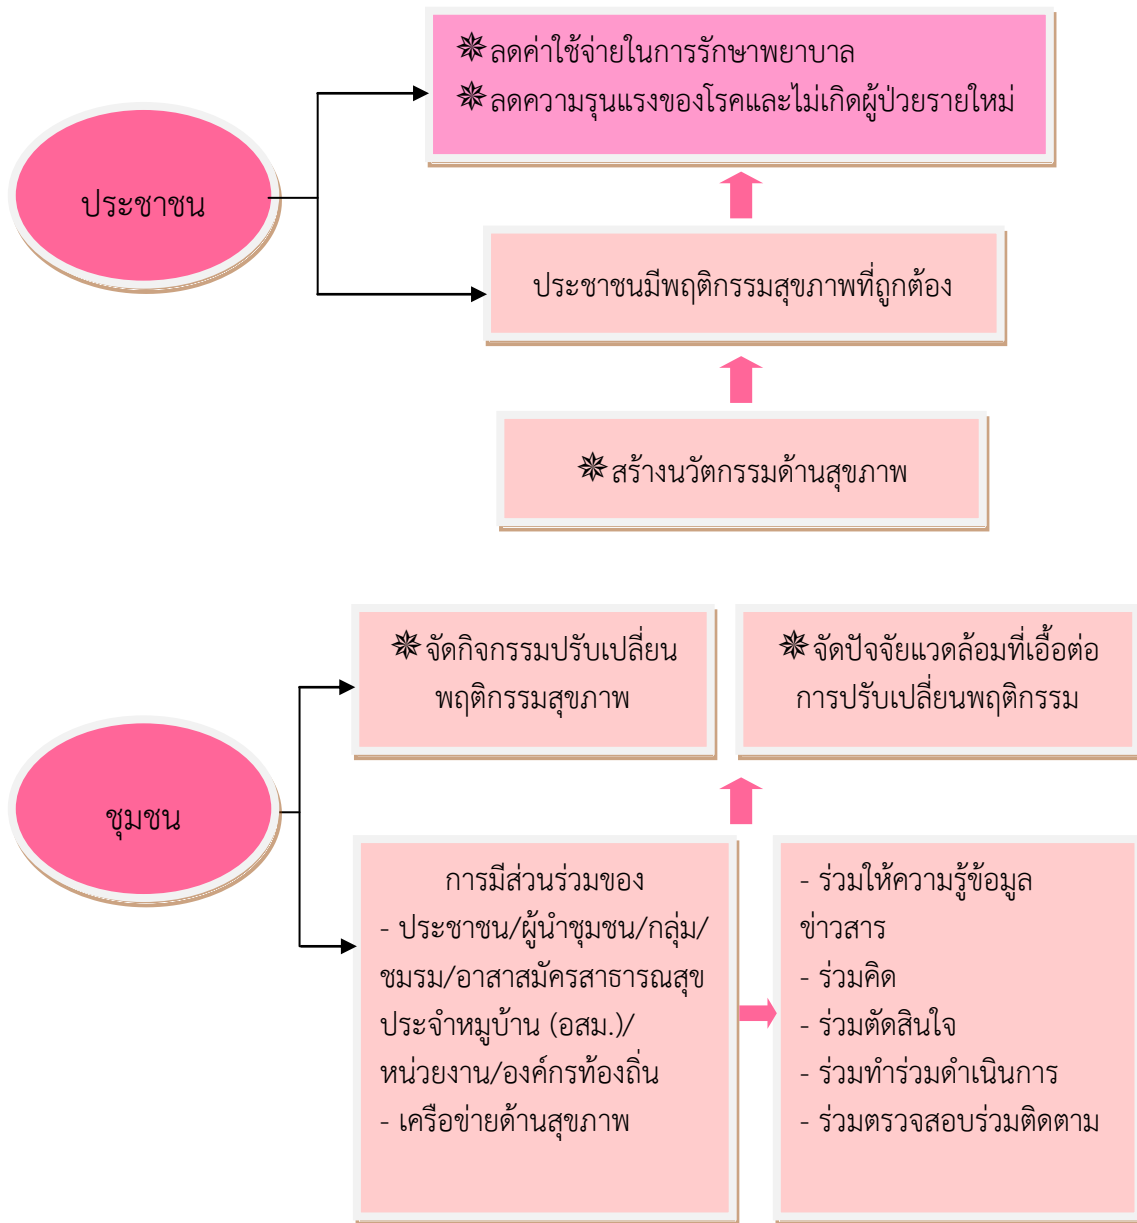 ✵ลดค่าใช้จ่ายในการรักษาพยาบาล
✵ลดความรุนแรงของโรคและไม่เกิดผู้ป่วยรายใหม่
ประชาชน
ประชาชนมีพฤติกรรมสุขภาพที่ถูกต้อง
✵สร้างนวัตกรรมด้านสุขภาพ
✵จัดกิจกรรมปรับเปลี่ยน
พฤติกรรมสุขภาพ
✵จัดปัจจัยแวดล้อมที่เอื้อต่อ
การปรับเปลี่ยนพฤติกรรม
ชุมชน
การมีส่วนร่วมของ
- ประชาชน/ผู้นำชุมชน/กลุ่ม/
ชมรม/อาสาสมัครสาธารณสุข
ประจำหมูบ้าน (อสม.)/
หน่วยงาน/องค์กรท้องถิ่น
- เครือข่ายด้านสุขภาพ
- ร่วมให้ความรู้ข้อมูล
ข่าวสาร
- ร่วมคิด
- ร่วมตัดสินใจ
- ร่วมทำร่วมดำเนินการ
- ร่วมตรวจสอบร่วมติดตาม